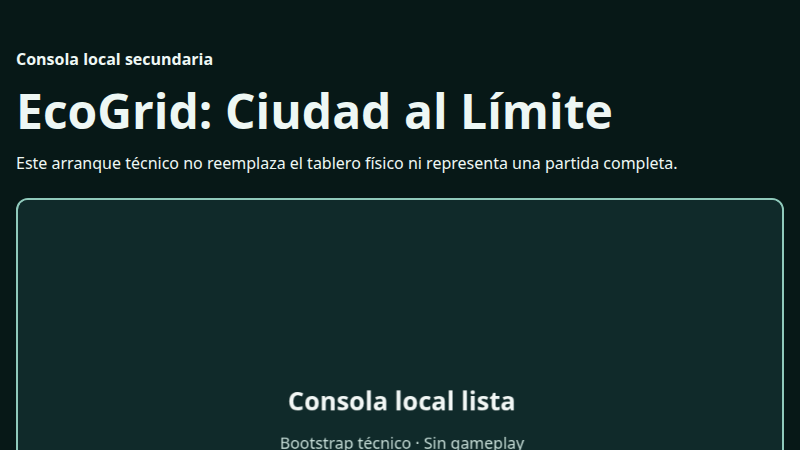 Consola local secundaria
EcoGrid: Ciudad al Límite
Este arranque técnico no reemplaza el tablero físico ni representa una partida completa.
Consola local lista
Bootstrap técnico · Sin gameplay